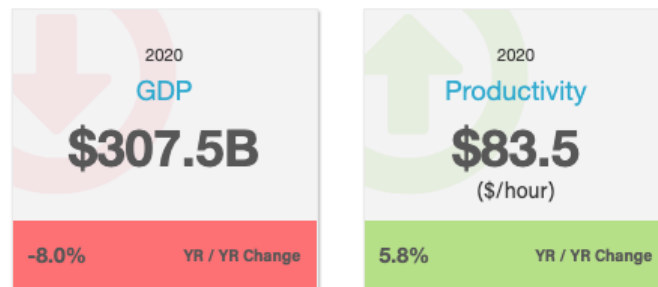 2020
GDP
$307.5B
-8.0% YR / YR Change
2020
Productivity
$83.5
($/hour)
5.8% YR / YR Change